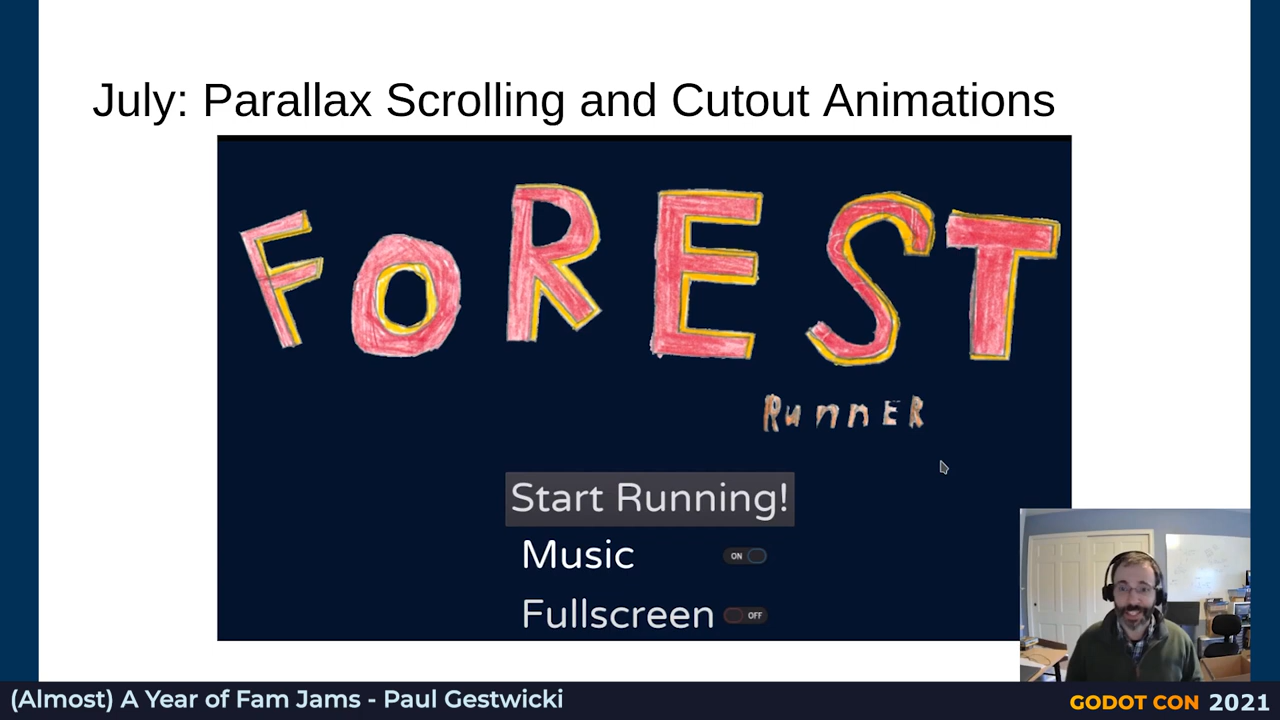 July: Parallax Scrolling and Cutout Animations
FOREST
RunnER
Start Running!
Music ON
Fullscreen OFF
(Almost) A Year of Fam Jams - Paul Gestwicki GODOT CON 2021